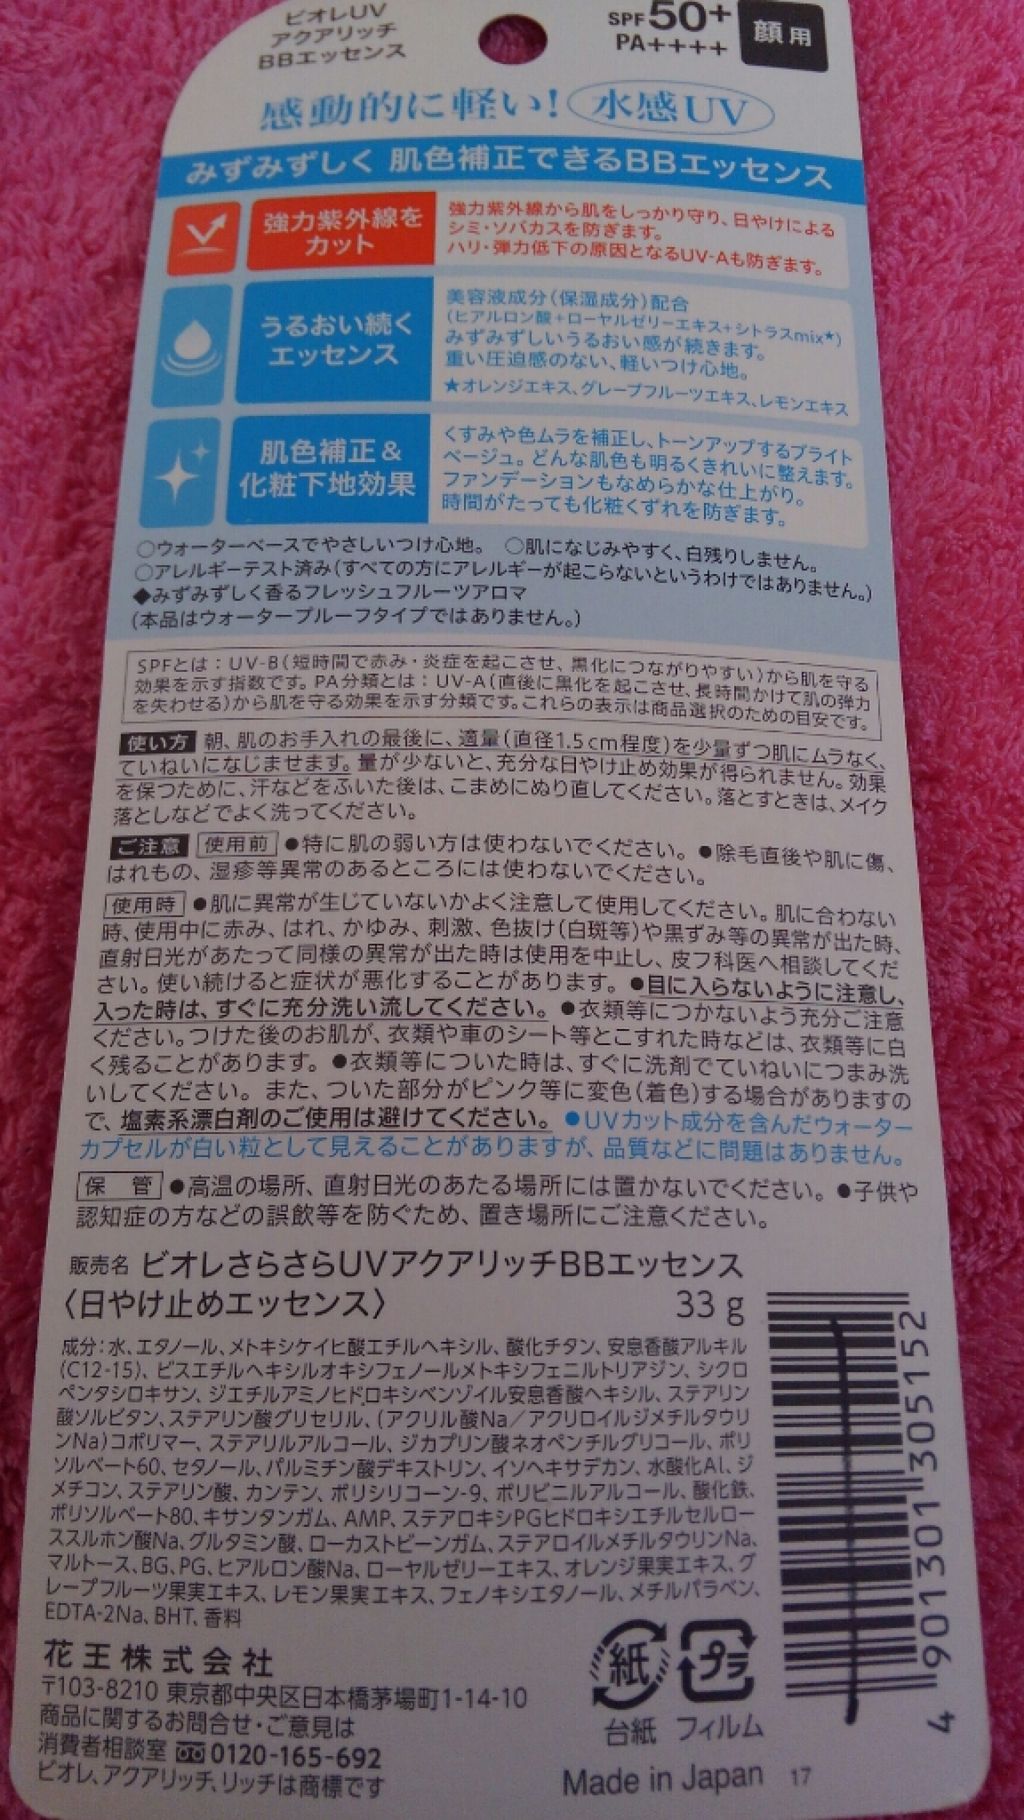 ビオレUV
アクアリッチ
BBエッセンス
SPF50+
PA++++
顔用
感動的に軽い!水感UV
みずみずしく 肌色補正できるBBエッセンス
強力紫外線を
カット
強力紫外線から肌をしっかり守り、日やけによる
シミ・ソバカスを防ぎます。
ハリ・弾力低下の原因となるUV-Aも防ぎます。
うるおい続く
エッセンス
美容液成分(保湿成分)配合
(ヒアルロン酸+ローヤルゼリーエキス+シトラスmix★)
みずみずしいうるおい感が続きます。
重い圧迫感のない、軽いつけ心地。
★オレンジエキス、グレープフルーツエキス、レモンエキス
肌色補正&
化粧下地効果
くすみや色ムラを補正し、トーンアップするブライト
ベージュ。どんな肌色も明るくきれいに整えます。
ファンデーションもなめらかな仕上がり。
時間がたっても化粧くずれを防ぎます。
○ウォーターベースでやさしいつけ心地。 ○肌になじみやすく、白残りしません。
○アレルギーテスト済み(すべての方にアレルギーが起こらないというわけではありません。)
◆みずみずしく香るフレッシュフルーツアロマ
(本品はウォータープルーフタイプではありません。)
SPFとは:UV-B(短時間で赤み・炎症を起こさせ、黒化につながりやすい)から肌を守る
効果を示す指数です。PA分類とは:UV-A(直後に黒化を起こさせ、長時間かけて肌の弾力
を失わせる)から肌を守る効果を示す分類です。これらの表示は商品選択のための目安です。
使い方 朝、肌のお手入れの最後に、適量(直径1.5cm程度)を少量ずつ肌にムラなく、
ていねいになじませます。量が少ないと、充分な日やけ止め効果が得られません。効果
を保つために、汗などをふいた後は、こまめにぬり直してください。落とすときは、メイク
落としなどでよく洗ってください。
ご注意 使用前 ●特に肌の弱い方は使わないでください。 ●除毛直後や肌に傷、
はれもの、湿疹等異常のあるところには使わないでください。
使用時 ●肌に異常が生じていないかよく注意して使用してください。肌に合わない
時、使用中に赤み、はれ、かゆみ、刺激、色抜け(白斑等)や黒ずみ等の異常が出た時、
直射日光があたって同様の異常が出た時は使用を中止し、皮フ科医へ相談してくだ
さい。使い続けると症状が悪化することがあります。 ●目に入らないように注意し、
入った時は、すぐに充分洗い流してください。 ●衣類等につかないよう充分ご注意
ください。つけた後のお肌が、衣類や車のシート等とこすれた時などは、衣類等に白
く残ることがあります。 ●衣類等についた時は、すぐに洗剤でていねいにつまみ洗
いしてください。また、ついた部分がピンク等に変色(着色)する場合がありますの
で、塩素系漂白剤のご使用は避けてください。 ●UVカット成分を含んだウォーター
カプセルが白い粒として見えることがありますが、品質などに問題はありません。
保 管 ●高温の場所、直射日光のあたる場所には置かないでください。 ●子供や
認知症の方などの誤飲等を防ぐため、置き場所にご注意ください。
販売名 ビオレさらさらUVアクアリッチBBエッセンス
〈日やけ止めエッセンス〉 33g
成分:水、エタノール、メトキシケイヒ酸エチルヘキシル、酸化チタン、安息香酸アルキル
(C12-15)、ビスエチルヘキシルオキシフェノールメトキシフェニルトリアジン、シクロ
ペンタシロキサン、ジエチルアミノヒドロキシベンゾイル安息香酸ヘキシル、ステアリン
酸ソルビタン、ステアリン酸グリセリル、(アクリル酸Na/アクリロイルジメチルタウリ
ンNa)コポリマー、ステアリルアルコール、ジカプリン酸ネオペンチルグリコール、ポリ
ソルベート60、セタノール、パルミチン酸デキストリン、イソヘキサデカン、水酸化Al、ジ
メチコン、ステアリン酸、カンテン、ポリシリコーン-9、ポリビニルアルコール、酸化鉄、
ポリソルベート80、キサンタンガム、AMP、ステアロキシPGヒドロキシエチルセルロー
ススルホン酸Na、グルタミン酸、ローカストビーンガム、ステアロイルメチルタウリンNa、
マルトース、BG、PG、ヒアルロン酸Na、ローヤルゼリーエキス、オレンジ果実エキス、グ
レープフルーツ果実エキス、レモン果実エキス、フェノキシエタノール、メチルパラベン、
EDTA-2Na、BHT、香料
花王株式会社
〒103-8210 東京都中央区日本橋茅場町1-14-10
商品に関するお問合せ・ご意見は
消費者相談室 0120-165-692
ビオレ、アクアリッチ、リッチは商標です
紙
台紙
プラ
フィルム
Made in Japan 17
4 901301 305152